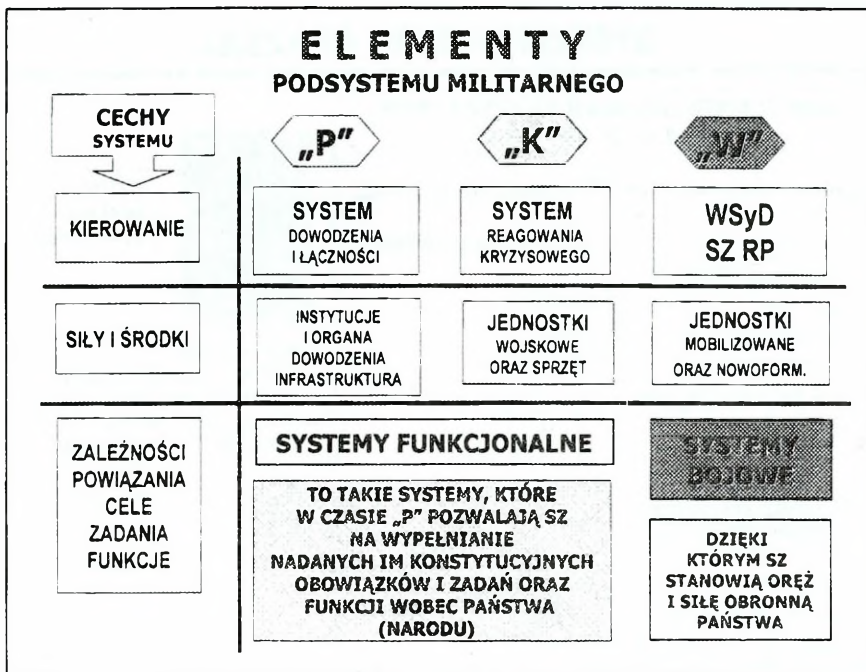 ELEMENTY
PODSYSTEMU MILITARNEGO
CECHY
SYSTEMU
„P”
„K”
„W”
KIEROWANIE
SYSTEM
DOWODZENIA
I ŁĄCZNOŚCI
SYSTEM
REAGOWANIA
KRYZYSOWEGO
WSyD
SZ RP
SIŁY I ŚRODKI
INSTYTUCJE
I ORGANA
DOWODZENIA
INFRASTRUKTURA
JEDNOSTKI
WOJSKOWE
ORAZ SPRZĘT
JEDNOSTKI
MOBILIZOWANE
ORAZ NOWOFORM.
ZALEŻNOŚCI
POWIĄZANIA
CELE
ZADANIA
FUNKCJE
SYSTEMY FUNKCJONALNE
TO TAKIE SYSTEMY, KTÓRE
W CZASIE „P” POZWALAJĄ SZ
NA WYPEŁNIANIE
NADANYCH IM KONSTYTUCYJNYCH
OBOWIĄZKÓW I ZADAŃ ORAZ
FUNKCJI WOBEC PAŃSTWA
(NARODU)
SYSTEMY
BOJOWE
DZIĘKI
KTÓRYM SZ
STANOWIĄ ORĘŻ
I SIŁĘ OBRONNĄ
PAŃSTWA